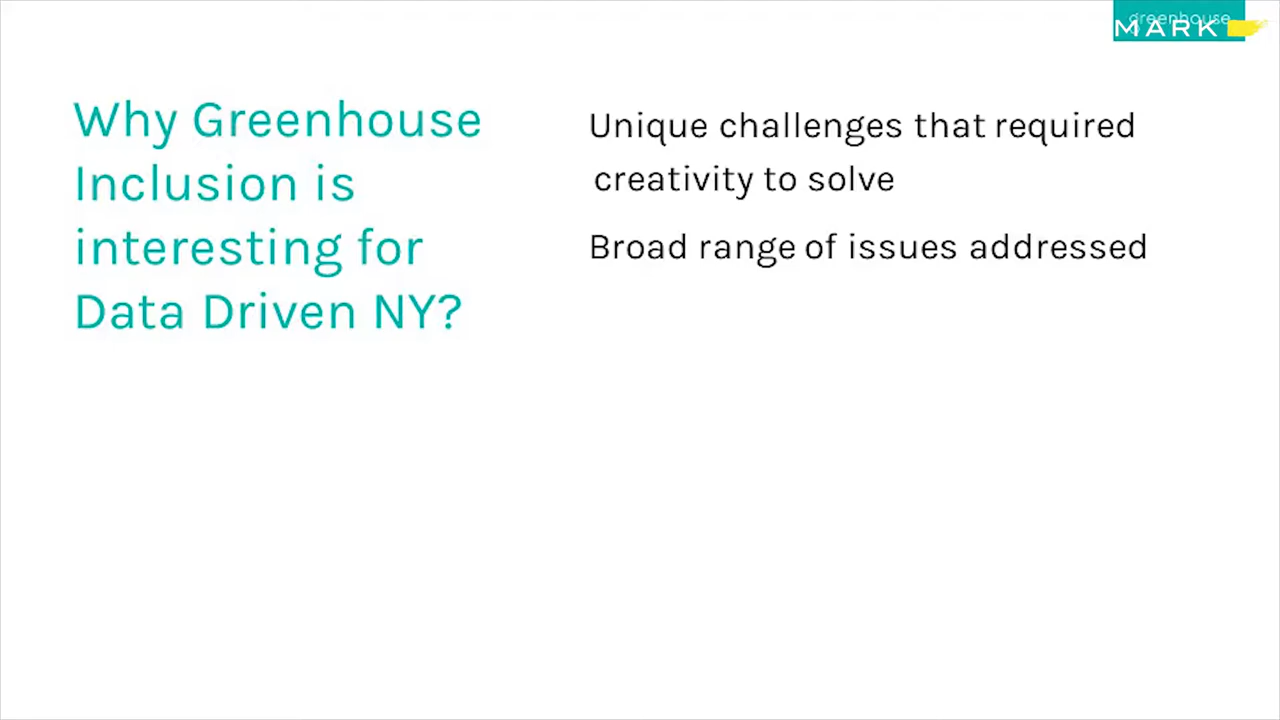 greenhouse
MARK
Why Greenhouse
Inclusion is
interesting for
Data Driven NY?
Unique challenges that required
creativity to solve
Broad range of issues addressed